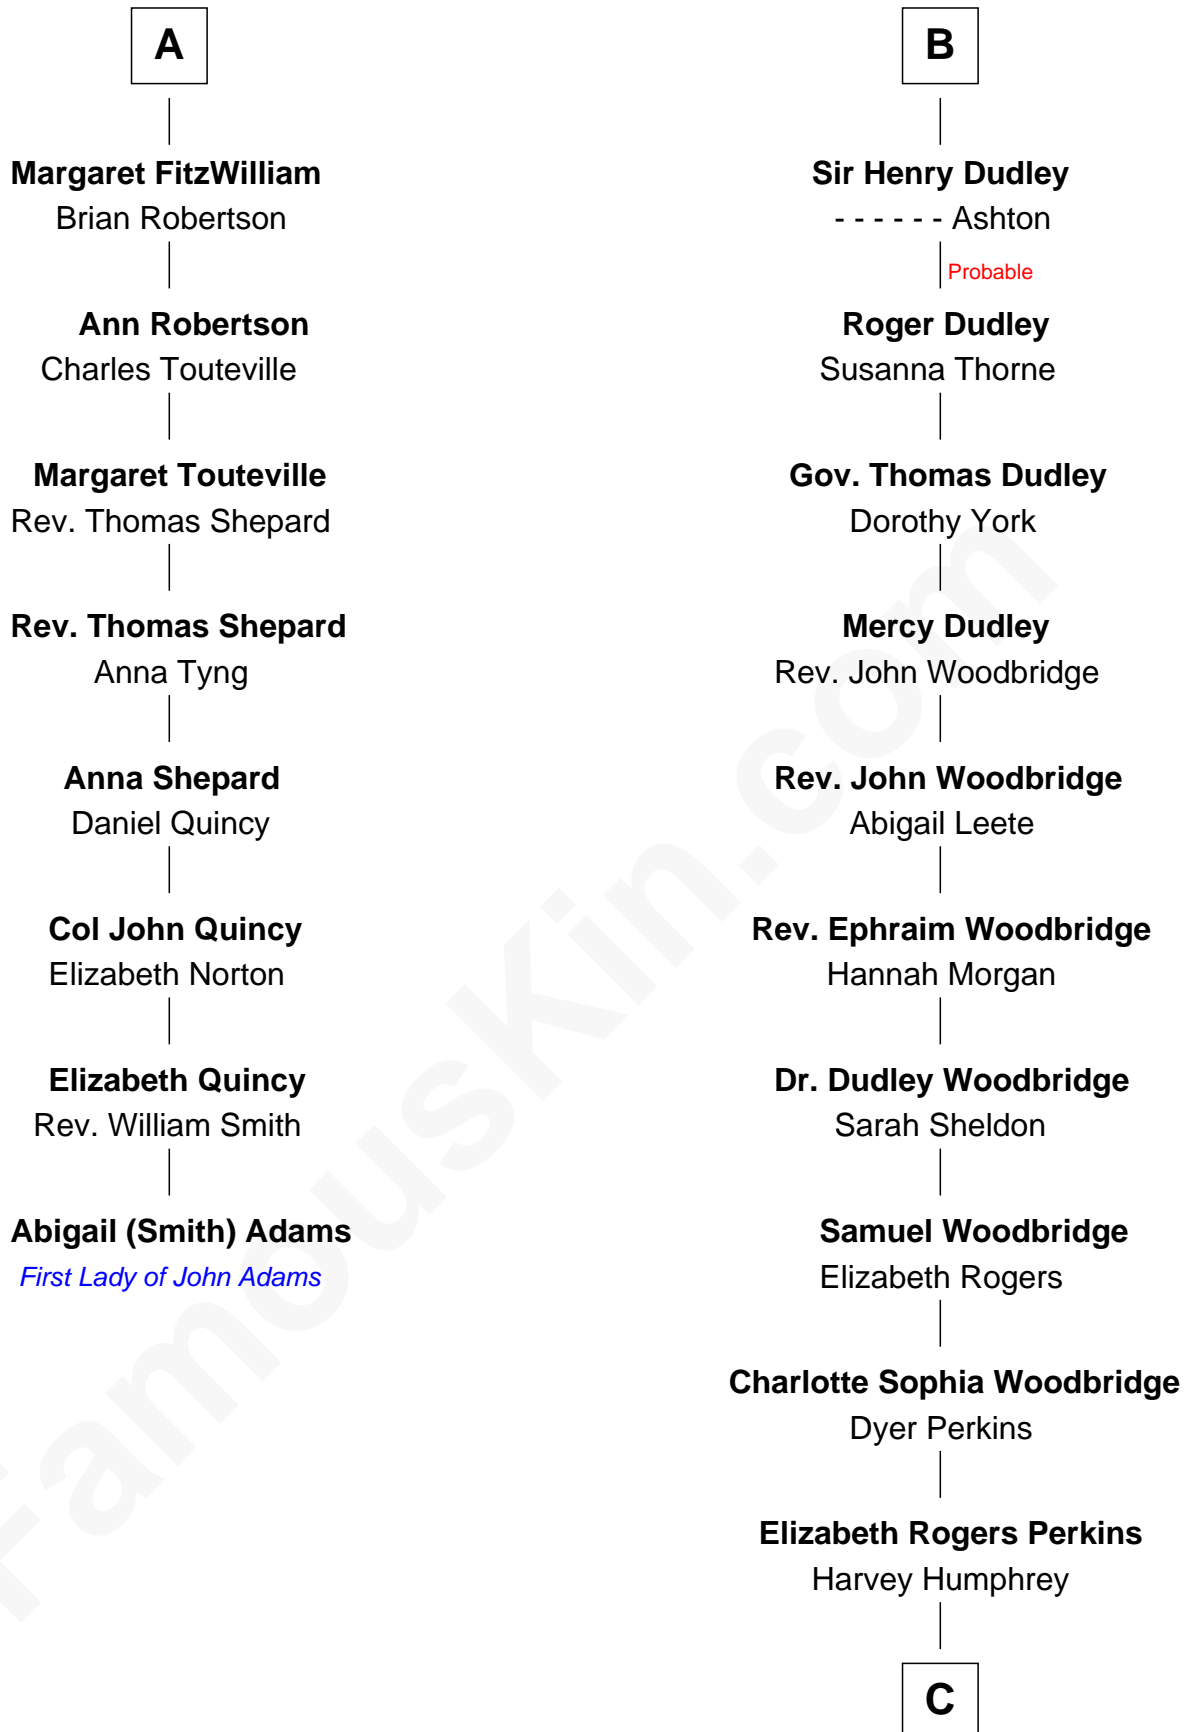 A
Margaret FitzWilliam
Brian Robertson
Ann Robertson
Charles Touteville
Margaret Touteville
Rev. Thomas Shepard
Rev. Thomas Shepard
Anna Tyng
Anna Shepard
Daniel Quincy
Col John Quincy
Elizabeth Norton
Elizabeth Quincy
Rev. William Smith
Abigail (Smith) Adams
First Lady of John Adams
B
Sir Henry Dudley
- - - - - - Ashton
Probable
Roger Dudley
Susanna Thorne
Gov. Thomas Dudley
Dorothy York
Mercy Dudley
Rev. John Woodbridge
Rev. John Woodbridge
Abigail Leete
Rev. Ephraim Woodbridge
Hannah Morgan
Dr. Dudley Woodbridge
Sarah Sheldon
Samuel Woodbridge
Elizabeth Rogers
Charlotte Sophia Woodbridge
Dyer Perkins
Elizabeth Rogers Perkins
Harvey Humphrey
C
FamousKin.com